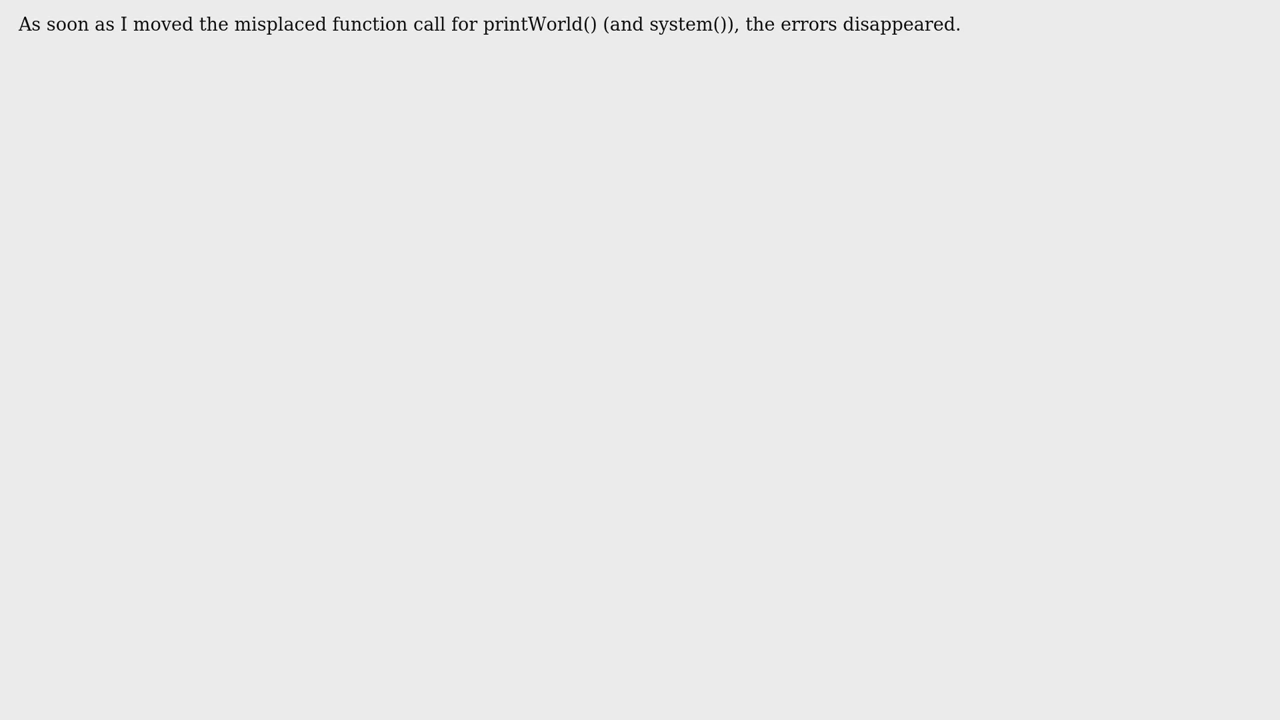 As soon as I moved the misplaced function call for printWorld() (and system()), the errors disappeared.